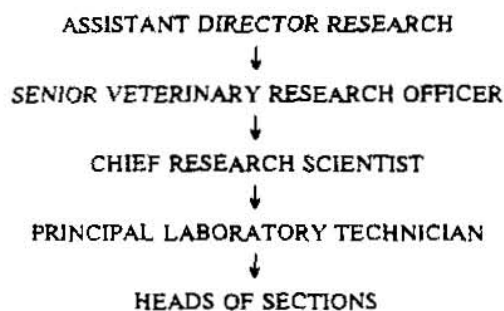 ASSISTANT DIRECTOR RESEARCH
↓
SENIOR VETERINARY RESEARCH OFFICER
↓
CHIEF RESEARCH SCIENTIST
↓
PRINCIPAL LABORATORY TECHNICIAN
↓
HEADS OF SECTIONS